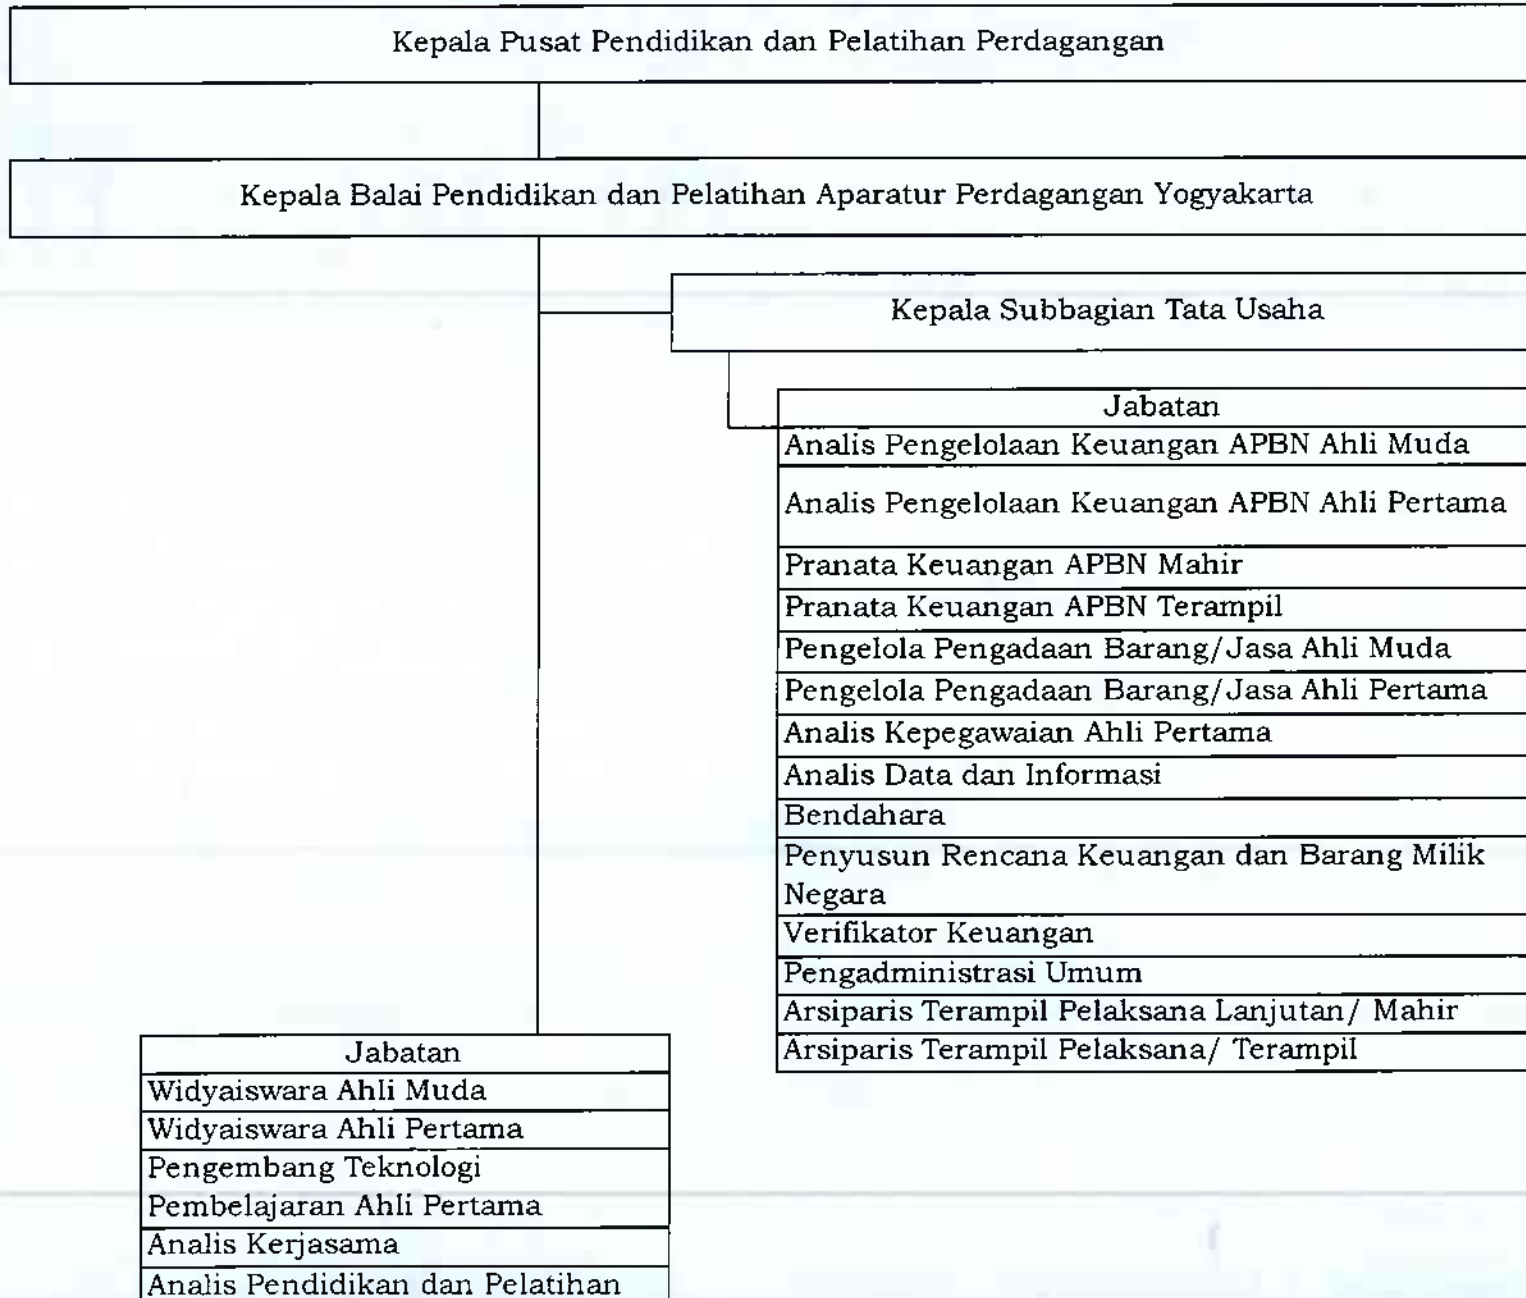 Kepala Pusat Pendidikan dan Pelatihan Perdagangan
Kepala Balai Pendidikan dan Pelatihan Aparatur Perdagangan Yogyakarta
Kepala Subbagian Tata Usaha
Jabatan
Analis Pengelolaan Keuangan APBN Ahli Muda
Analis Pengelolaan Keuangan APBN Ahli Pertama
Pranata Keuangan APBN Mahir
Pranata Keuangan APBN Terampil
Pengelola Pengadaan Barang/Jasa Ahli Muda
Pengelola Pengadaan Barang/Jasa Ahli Pertama
Analis Kepegawaian Ahli Pertama
Analis Data dan Informasi
Bendahara
Penyusun Rencana Keuangan dan Barang Milik
Negara
Verifikator Keuangan
Pengadministrasi Umum
Arsiparis Terampil Pelaksana Lanjutan/ Mahir
Arsiparis Terampil Pelaksana/ Terampil
Jabatan
Widyaiswara Ahli Muda
Widyaiswara Ahli Pertama
Pengembang Teknologi
Pembelajaran Ahli Pertama
Analis Kerjasama
Analis Pendidikan dan Pelatihan